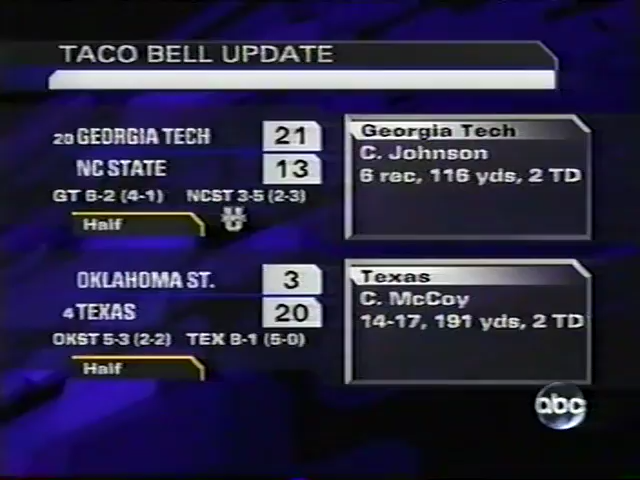 TACO BELL UPDATE
20 GEORGIA TECH 21
NC STATE 13
GT 6-2 (4-1) NCST 3-5 (2-3)
Half
Georgia Tech
C. Johnson
6 rec, 116 yds, 2 TD
OKLAHOMA ST. 3
4 TEXAS 20
OKST 5-3 (2-2) TEX 8-1 (5-0)
Half
Texas
C. McCoy
14-17, 191 yds, 2 TD
abc